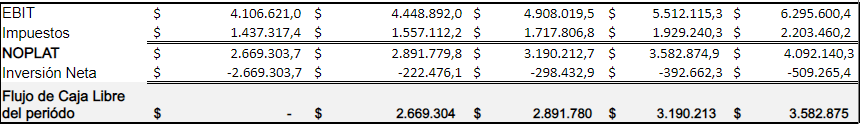 EBIT $ 4.106.621,0 $ 4.448.892,0 $ 4.908.019,5 $ 5.512.115,3 $ 6.295.600,4
Impuestos $ 1.437.317,4 $ 1.557.112,2 $ 1.717.806,8 $ 1.929.240,3 $ 2.203.460,2
NOPLAT $ 2.669.303,7 $ 2.891.779,8 $ 3.190.212,7 $ 3.582.874,9 $ 4.092.140,3
Inversión Neta $ -2.669.303,7 $ -222.476,1 $ -298.432,9 $ -392.662,3 $ -509.265,4
Flujo de Caja Libre
del periódo $ - $ 2.669.304 $ 2.891.780 $ 3.190.213 $ 3.582.875